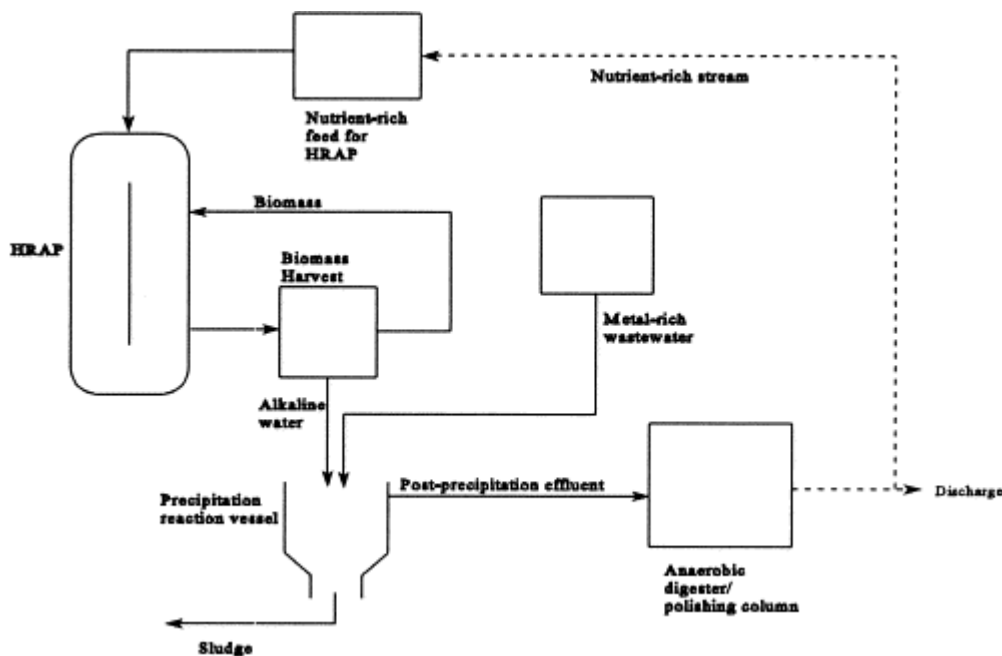 Nutrient-rich stream
Nutrient-rich
feed for
HRAP
Biomass
HRAP
Biomass
Harvest
Metal-rich
wastewater
Alkaline
water
Precipitation
reaction vessel
Post-precipitation effluent
Discharge
Anaerobic
digester/
polishing column
Sludge